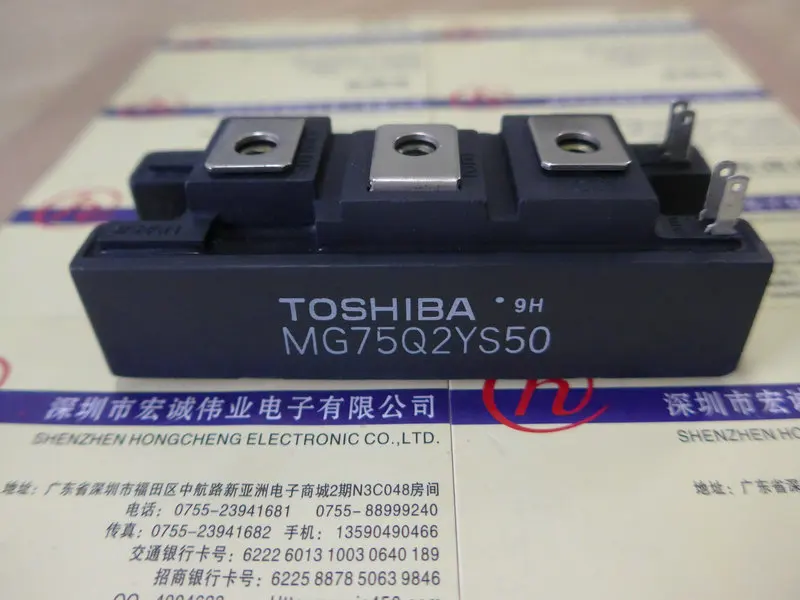 TOSHIBA 9H
MG75Q2YS50
深圳市宏诚伟业电子有限公司
SHENZHEN HONGCHENG ELECTRONIC CO.,LTD.
地址：广东省深圳市福田区中航路新亚洲电子商城2期N3C048房间
电话：0755-23941681 0755-88999240
传真：0755-23941682 手机：13590490466
交通银行卡号：6222 6013 1003 0640 189
招商银行卡号：6225 8878 5063 9846
深圳市宏诚
SHENZHEN HONGC
地址：广东省深